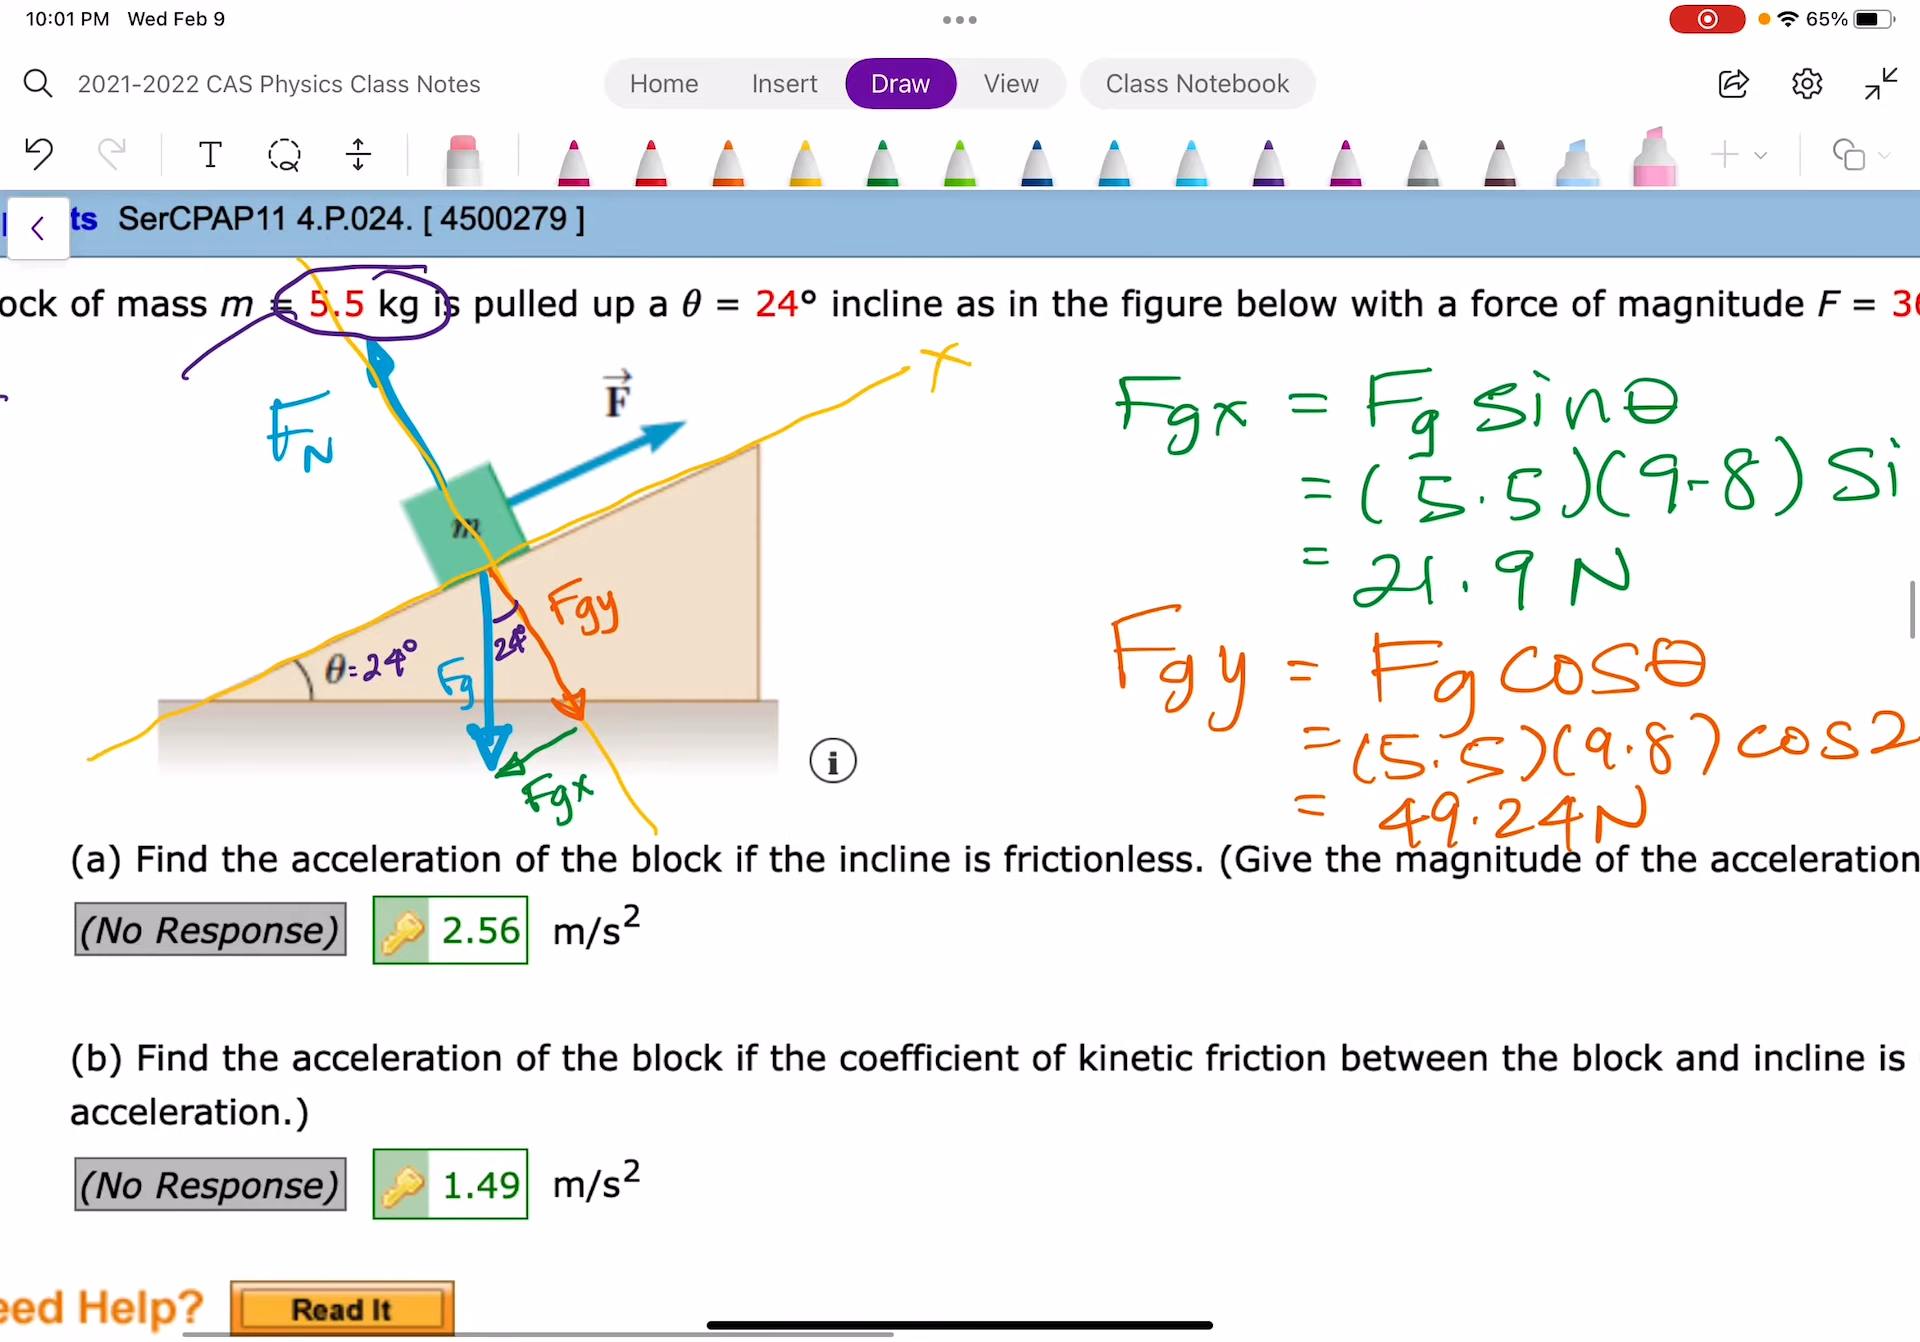 10:01 PM Wed Feb 9
65%
2021-2022 CAS Physics Class Notes
Home Insert Draw View Class Notebook
T
ts SerCPAP11 4.P.024. [ 4500279 ]
ock of mass m = 5.5 kg is pulled up a θ = 24° incline as in the figure below with a force of magnitude F = 3
X
F
F_N
m
Fgy
24°
θ=24°
Fg
Fgx
i
Fgx = Fg sinθ
= (5.5)(9.8) si
= 21.9 N
Fgy = Fg cosθ
= (5.5)(9.8) cos2
= 49.24N
(a) Find the acceleration of the block if the incline is frictionless. (Give the magnitude of the acceleration
(No Response) 2.56 m/s²
(b) Find the acceleration of the block if the coefficient of kinetic friction between the block and incline is
acceleration.)
(No Response) 1.49 m/s²
eed Help? Read It